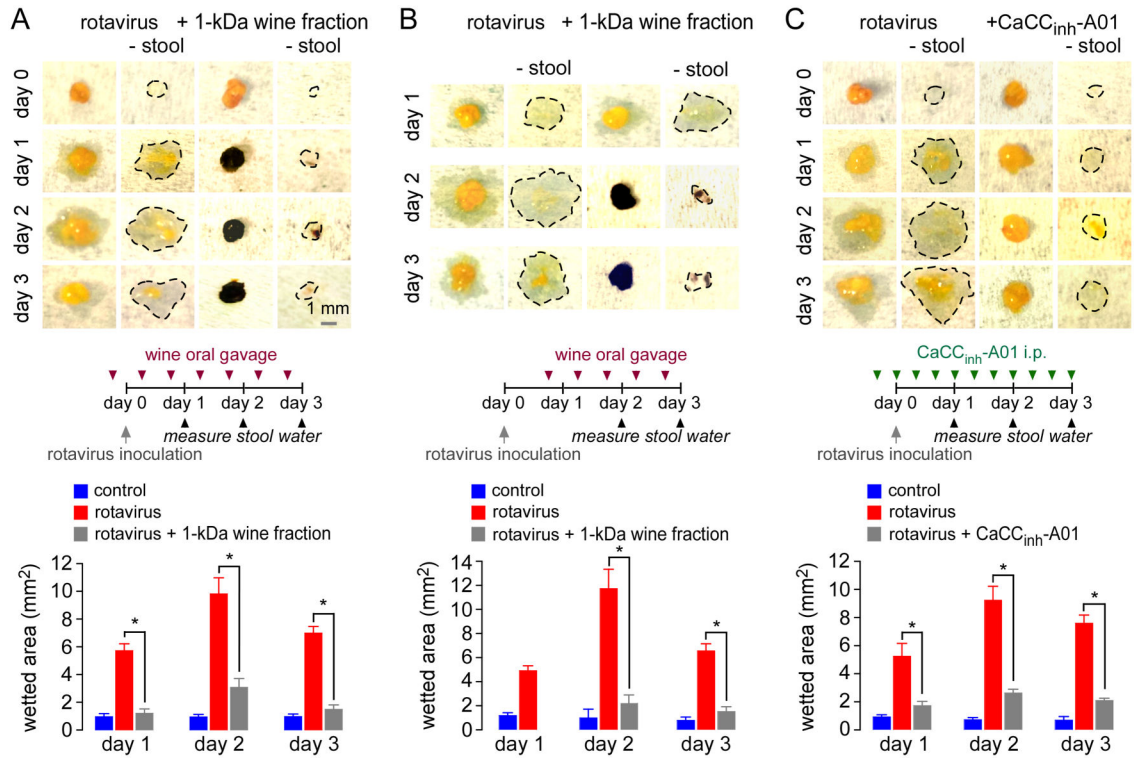 A
rotavirus + 1-kDa wine fraction
- stool - stool
day 0
day 1
day 2
day 3
1 mm
wine oral gavage
day 0 day 1 day 2 day 3
measure stool water
rotavirus inoculation
control
rotavirus
rotavirus + 1-kDa wine fraction
wetted area (mm²)
12
10
8
6
4
2
0
* * *
day 1 day 2 day 3
B
rotavirus + 1-kDa wine fraction
- stool - stool
day 1
day 2
day 3
wine oral gavage
day 0 day 1 day 2 day 3
measure stool water
rotavirus inoculation
control
rotavirus
rotavirus + 1-kDa wine fraction
wetted area (mm²)
14
12
10
8
6
4
2
0
* *
day 1 day 2 day 3
C
rotavirus +CaCCinh-A01
- stool - stool
day 0
day 1
day 2
day 3
CaCCinh-A01 i.p.
day 0 day 1 day 2 day 3
measure stool water
rotavirus inoculation
control
rotavirus
rotavirus + CaCCinh-A01
wetted area (mm²)
12
10
8
6
4
2
0
* * *
day 1 day 2 day 3